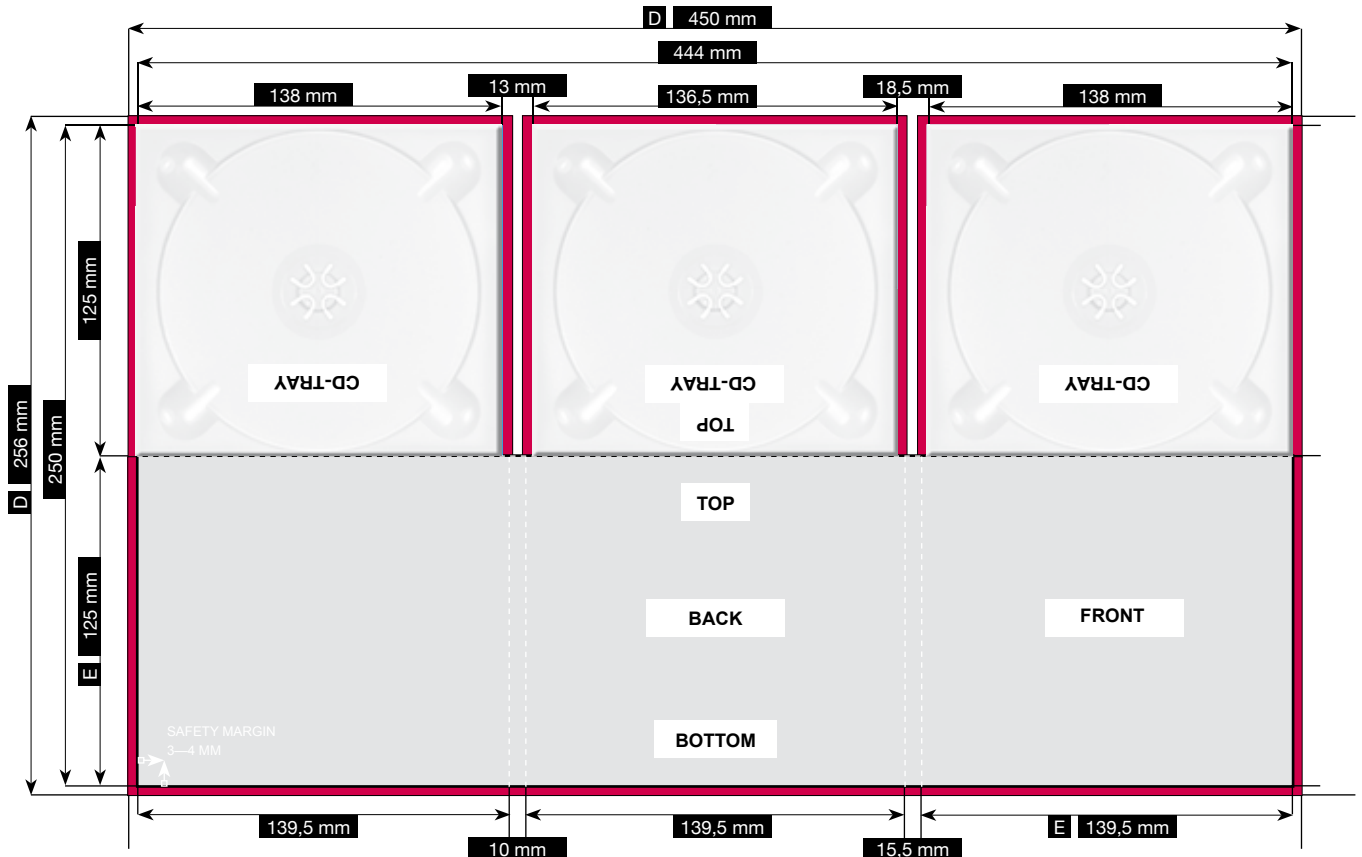 D 450 mm
444 mm
138 mm
13 mm
136,5 mm
18,5 mm
138 mm
D 256 mm
250 mm
125 mm
E 125 mm
CD-TRAY
CD-TRAY
CD-TRAY
TOP
TOP
BACK
FRONT
BOTTOM
SAFETY MARGIN
3—4 MM
139,5 mm
10 mm
139,5 mm
15,5 mm
E 139,5 mm